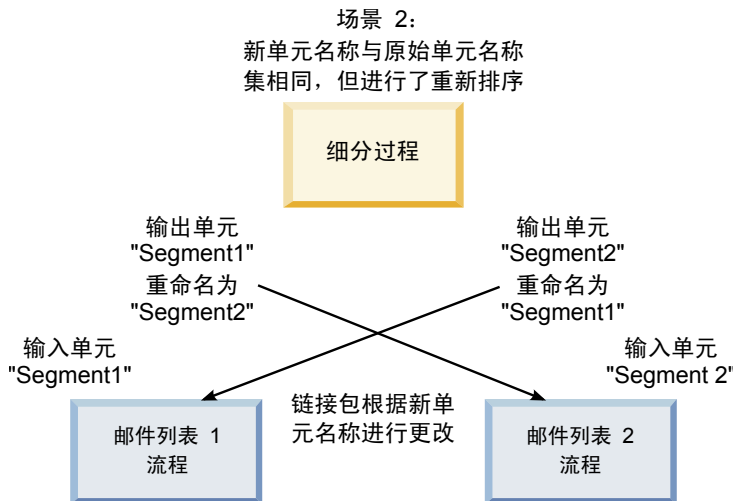 场景 2：
新单元名称与原始单元名称
集相同，但进行了重新排序
细分过程
输出单元
"Segment1"
重命名为
"Segment2"
输出单元
"Segment2"
重命名为
"Segment1"
输入单元
"Segment1"
输入单元
"Segment 2"
链接包根据新单
元名称进行更改
邮件列表 1
流程
邮件列表 2
流程